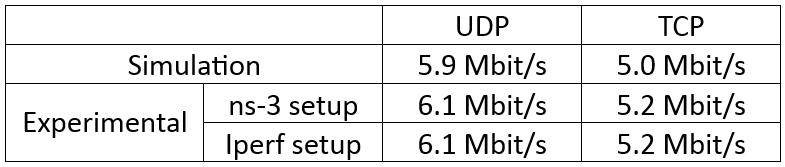 UDP TCP
Simulation 5.9 Mbit/s 5.0 Mbit/s
Experimental ns-3 setup 6.1 Mbit/s 5.2 Mbit/s
Iperf setup 6.1 Mbit/s 5.2 Mbit/s